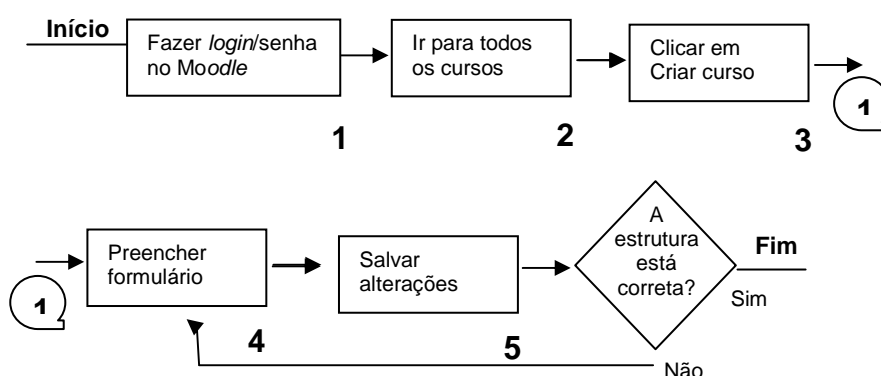 Início
Fazer login/senha
no Moodle
Ir para todos
os cursos
Clicar em
Criar curso
1
1
2
3
Preencher
formulário
Salvar
alterações
A
estrutura
está
correta?
Fim
Sim
1
4
5
Não